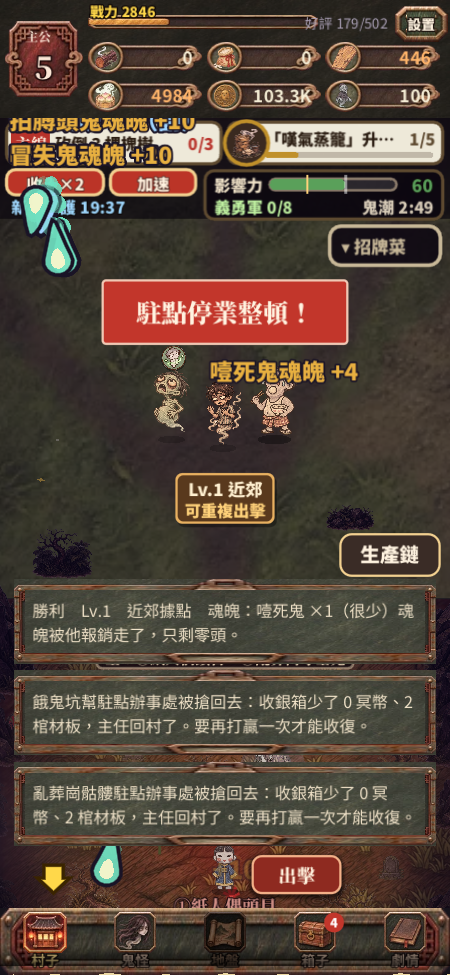 戰力 2846
好評 179/502
設置
主公
5
0
0
446
4984
103.3K
100
招膊頭鬼魂魄 +10
冒失鬼魂魄 +10
0/3
「嘆氣蒸籠」升…
1/5
×2
加速
影響力
60
19:37
義勇軍 0/8
鬼潮 2:49
▾招牌菜
駐點停業整頓！
噎死鬼魂魄 +4
Lv.1 近郊
可重複出擊
生產鏈
勝利 Lv.1 近郊據點 魂魄：噎死鬼 ×1（很少）魂
魄被他報銷走了，只剩零頭。
餓鬼坑幫駐點辦事處被搶回去：收銀箱少了 0 冥幣、2
棺材板，主任回村了。要再打贏一次才能收復。
亂葬崗骷髏駐點辦事處被搶回去：收銀箱少了 0 冥
幣、2 棺材板，主任回村了。要再打贏一次才能收復。
出擊
村子
鬼怪
地盤
箱子
4
劇情